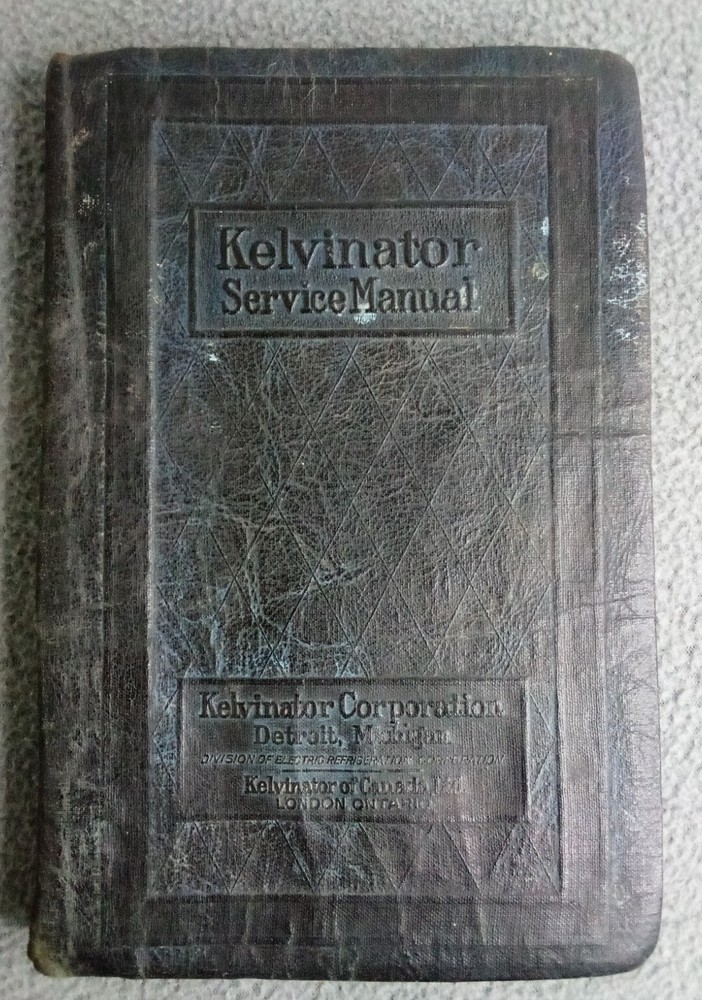 Kelvinator
Service Manual
Kelvinator Corporation
Detroit, Michigan
DIVISION OF ELECTRIC REFRIGERATION CORPORATION
Kelvinator of Canada, Ltd.
LONDON ONTARIO